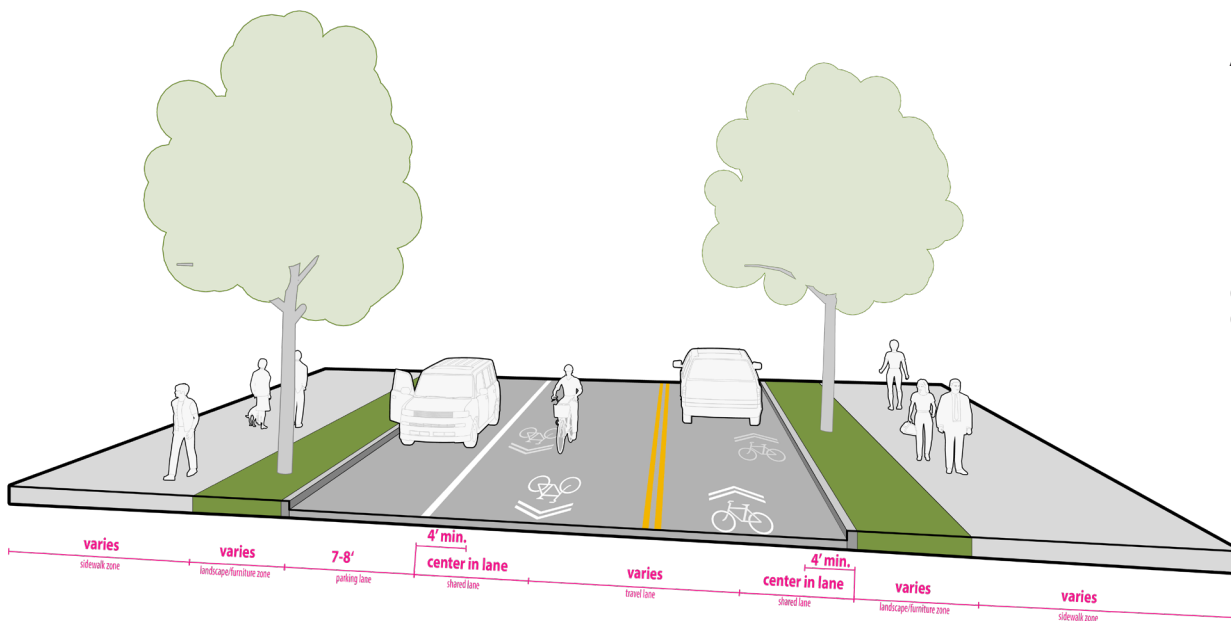 4’ min.
4’ min.
varies
sidewalk zone
varies
landscape/furniture zone
7-8‘
parking lane
center in lane
shared lane
varies
travel lane
center in lane
shared lane
varies
landscape/furniture zone
varies
sidewalk zone